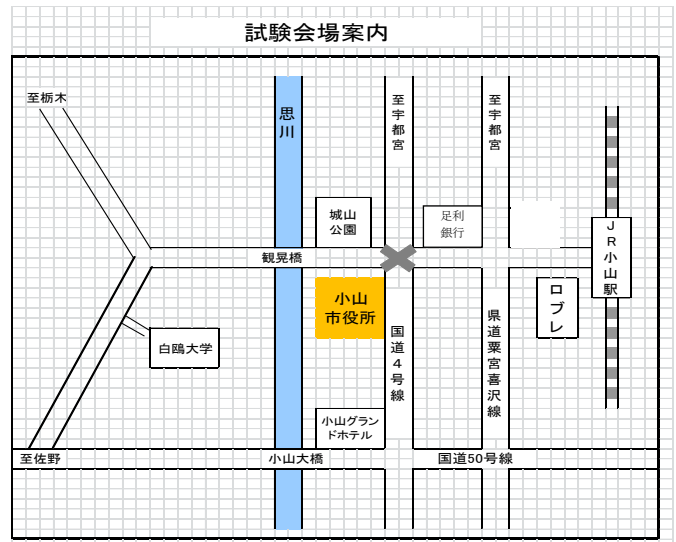 試験会場案内
至栃木
思川
至宇都宮
至宇都宮
城山
公園
足利
銀行
JR小山駅
観晃橋
小山
市役所
ロブレ
国道4号線
県道粟宮喜沢線
白鴎大学
小山グラン
ドホテル
至佐野
小山大橋
国道50号線